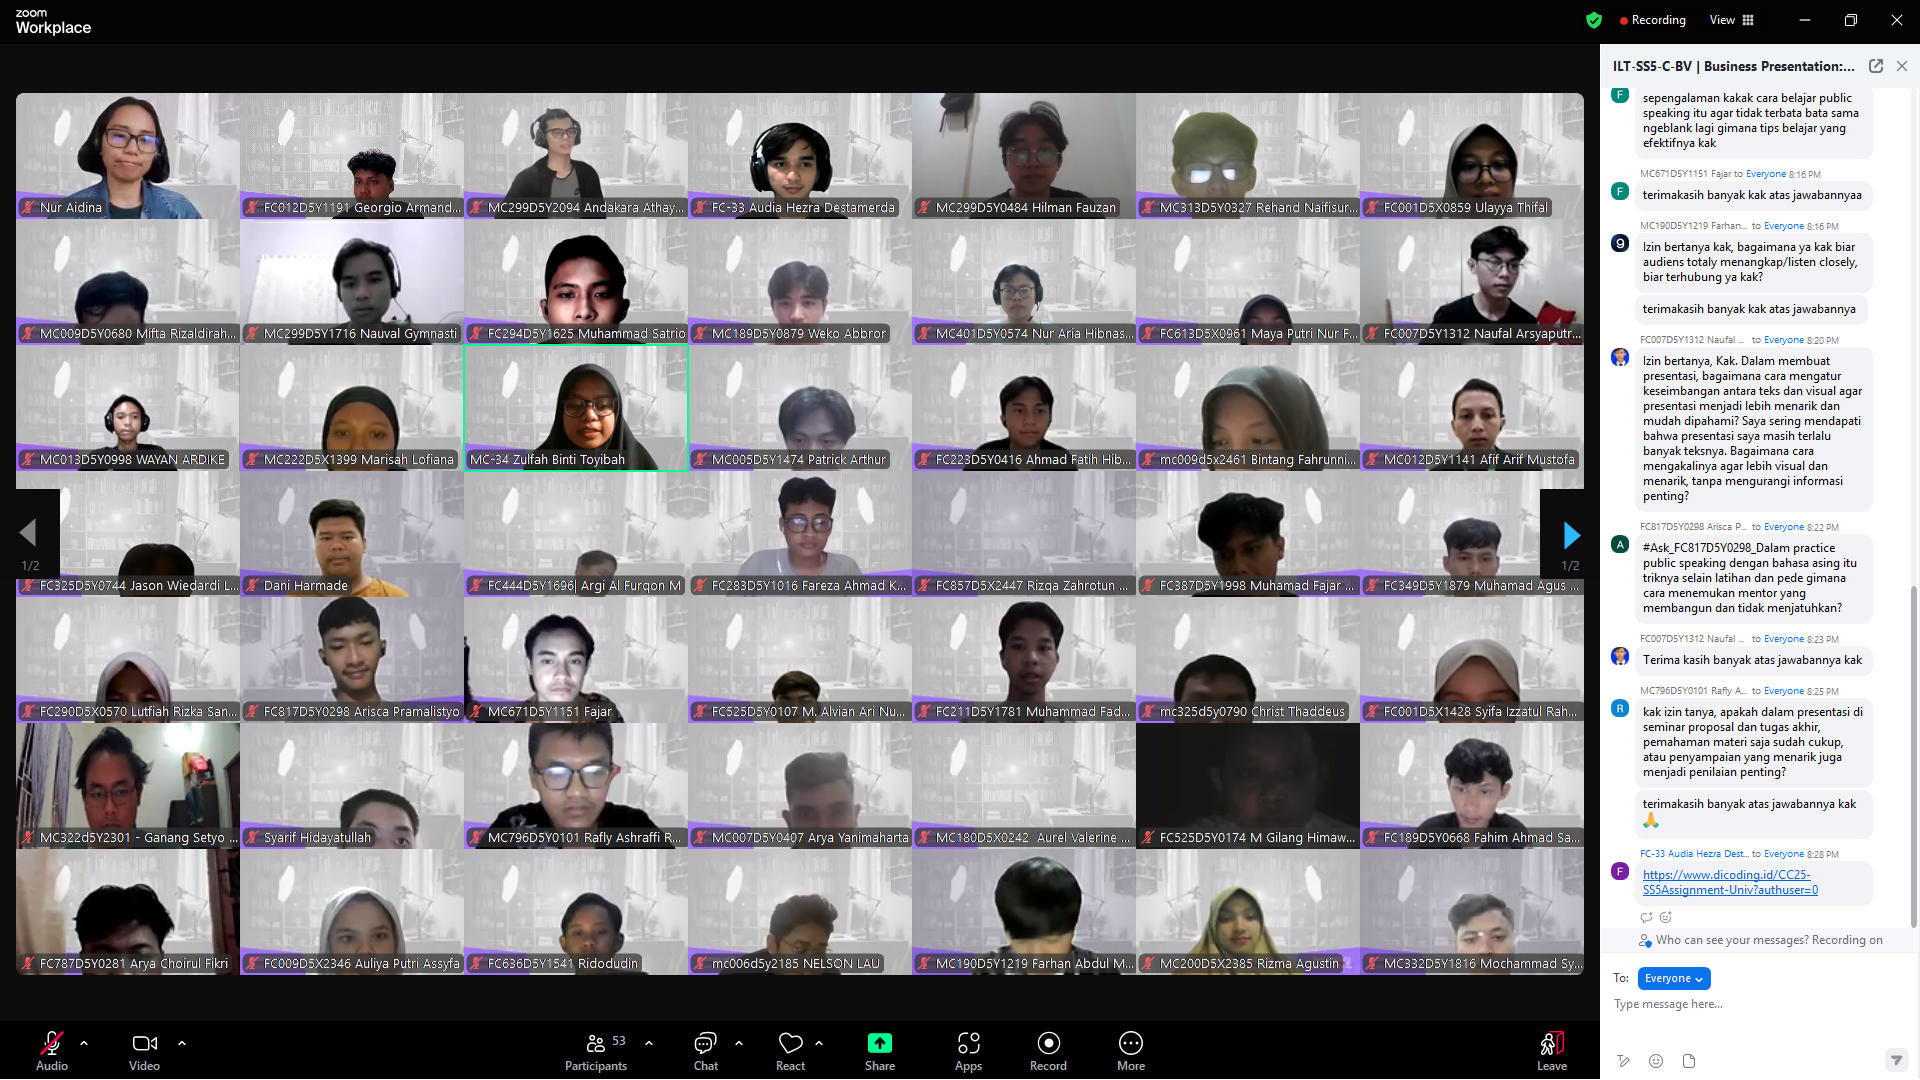 zoom
Workplace
Recording
View
Nur Aidina
FC012D5Y1191 Georgio Armand...
MC299D5Y2094 Andakara Athay...
FC-33 Audia Hezra Destamerda
MC299D5Y0484 Hilman Fauzan
MC313D5Y0327 Rehand Naifisur...
FC001D5X0859 Ulayya Thifal
MC009D5Y0680 Mifta Rizaldirah...
MC299D5Y1716 Nauval Gymnasti
FC294D5Y1625 Muhammad Satrio
MC189D5Y0879 Weko Abbror
MC401D5Y0574 Nur Aria Hibnas...
FC613D5X0961 Maya Putri Nur F...
FC007D5Y1312 Naufal Arsyaputr...
MC013D5Y0998 WAYAN ARDIKE
MC222D5X1399 Marisah Lofiana
MC-34 Zulfah Binti Toyibah
MC005D5Y1474 Patrick Arthur
FC223D5Y0416 Ahmad Fatih Hib...
mc009d5x2461 Bintang Fahrunni...
MC012D5Y1141 Afif Arif Mustofa
1/2
FC325D5Y0744 Jason Wiedardi L...
Dani Harmade
FC444D5Y1696| Argi Al Furqon M
FC283D5Y1016 Fareza Ahmad K...
FC857D5X2447 Rizqa Zahrotun ...
FC387D5Y1998 Muhamad Fajar ...
FC349D5Y1879 Muhamad Agus ...
1/2
FC290D5X0570 Lutfiah Rizka San...
FC817D5Y0298 Arisca Pramalistyo
MC671D5Y1151 Fajar
FC525D5Y0107 M. Alvian Ari Nu...
FC211D5Y1781 Muhammad Fad...
mc325d5y0790 Christ Thaddeus
FC001D5X1428 Syifa Izzatul Rah...
MC322d5Y2301 - Ganang Setyo ...
Syarif Hidayatullah
MC796D5Y0101 Rafly Ashraffi R...
MC007D5Y0407 Arya Yanimaharta
MC180D5X0242 Aurel Valerine ...
FC525D5Y0174 M Gilang Himaw...
FC189D5Y0668 Fahim Ahmad Sa...
FC787D5Y0281 Arya Choirul Fikri
FC009D5X2346 Auliya Putri Assyfa
FC636D5Y1541 Ridodudin
mc006d5y2185 NELSON LAU
MC190D5Y1219 Farhan Abdul M...
MC200D5X2385 Rizma Agustin
MC332D5Y1816 Mochammad Sy...
Audio
Video
53
Participants
Chat
React
Share
Apps
Record
More
Leave
ILT-SS5-C-BV | Business Presentation:...
F
sepengalaman kakak cara belajar public
speaking itu agar tidak terbata bata sama
ngeblank lagi gimana tips belajar yang
efektifnya kak
MC671D5Y1151 Fajar to Everyone 8:16 PM
F
terimakasih banyak kak atas jawabannyaa
MC190D5Y1219 Farhan... to Everyone 8:16 PM
9
Izin bertanya kak, bagaimana ya kak biar
audiens totaly menangkap/listen closely,
biar terhubung ya kak?
terimakasih banyak kak atas jawabannya
FC007D5Y1312 Naufal ... to Everyone 8:20 PM
Izin bertanya, Kak. Dalam membuat
presentasi, bagaimana cara mengatur
keseimbangan antara teks dan visual agar
presentasi menjadi lebih menarik dan
mudah dipahami? Saya sering mendapati
bahwa presentasi saya masih terlalu
banyak teksnya. Bagaimana cara
mengakalinya agar lebih visual dan
menarik, tanpa mengurangi informasi
penting?
FC817D5Y0298 Arisca P... to Everyone 8:22 PM
A
#Ask_FC817D5Y0298_Dalam practice
public speaking dengan bahasa asing itu
triknya selain latihan dan pede gimana
cara menemukan mentor yang
membangun dan tidak menjatuhkan?
FC007D5Y1312 Naufal ... to Everyone 8:23 PM
Terima kasih banyak atas jawabannya kak
MC796D5Y0101 Rafly A... to Everyone 8:25 PM
R
kak izin tanya, apakah dalam presentasi di
seminar proposal dan tugas akhir,
pemahaman materi saja sudah cukup,
atau penyampaian yang menarik juga
menjadi penilaian penting?
terimakasih banyak atas jawabannya kak
🙏
FC-33 Audia Hezra Dest... to Everyone 8:28 PM
F
https://www.dicoding.id/CC25-
SS5Assignment-Univ?authuser=0
Who can see your messages? Recording on
To: Everyone
Type message here...